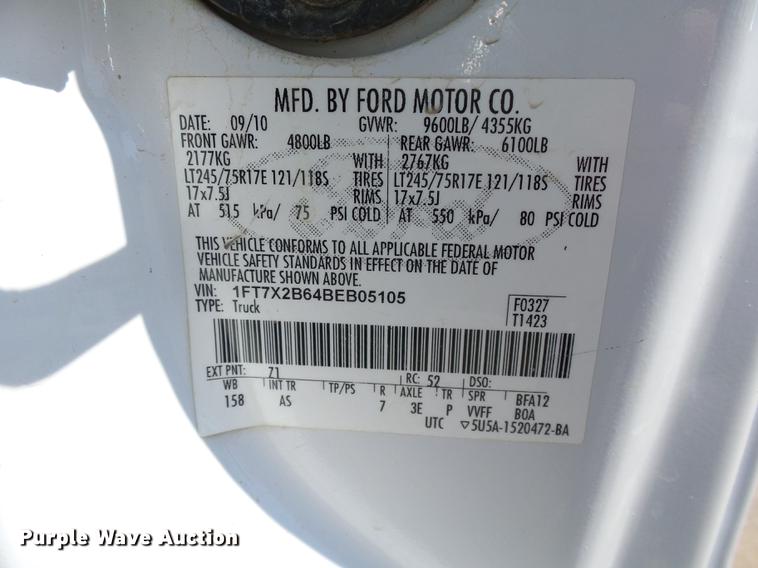 MFD. BY FORD MOTOR CO.
DATE: 09/10 GVWR: 9600LB/ 4355KG
FRONT GAWR: 4800LB REAR GAWR: 6100LB
2177KG WITH 2767KG WITH
LT245/75R17E 121/118S TIRES LT245/75R17E 121/118S TIRES
17x7.5J RIMS 17x7.5J RIMS
AT 515 kPa/ 75 PSI COLD AT 550 kPa/ 80 PSI COLD
THIS VEHICLE CONFORMS TO ALL APPLICABLE FEDERAL MOTOR
VEHICLE SAFETY STANDARDS IN EFFECT ON THE DATE OF
MANUFACTURE SHOWN ABOVE.
VIN: 1FT7X2B64BEB05105 F0327
TYPE: Truck T1423
EXT PNT: Z1 RC: 52 DSO:
WB INT TR TP/PS R AXLE TR SPR BFA12
158 AS 7 3E P VVFF BOA
UTC ▽5U5A-1520472-BA
Purple Wave Auction